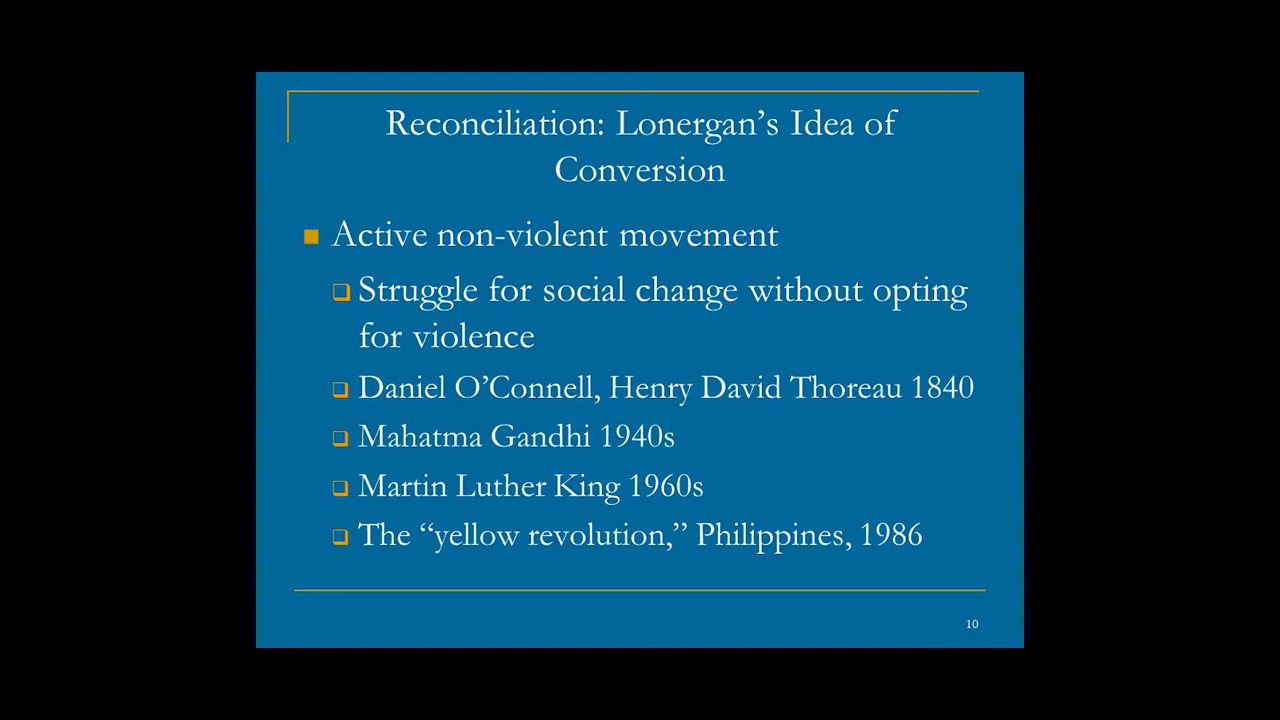 Reconciliation: Lonergan’s Idea of
Conversion
Active non-violent movement
Struggle for social change without opting
for violence
Daniel O’Connell, Henry David Thoreau 1840
Mahatma Gandhi 1940s
Martin Luther King 1960s
The “yellow revolution,” Philippines, 1986
10